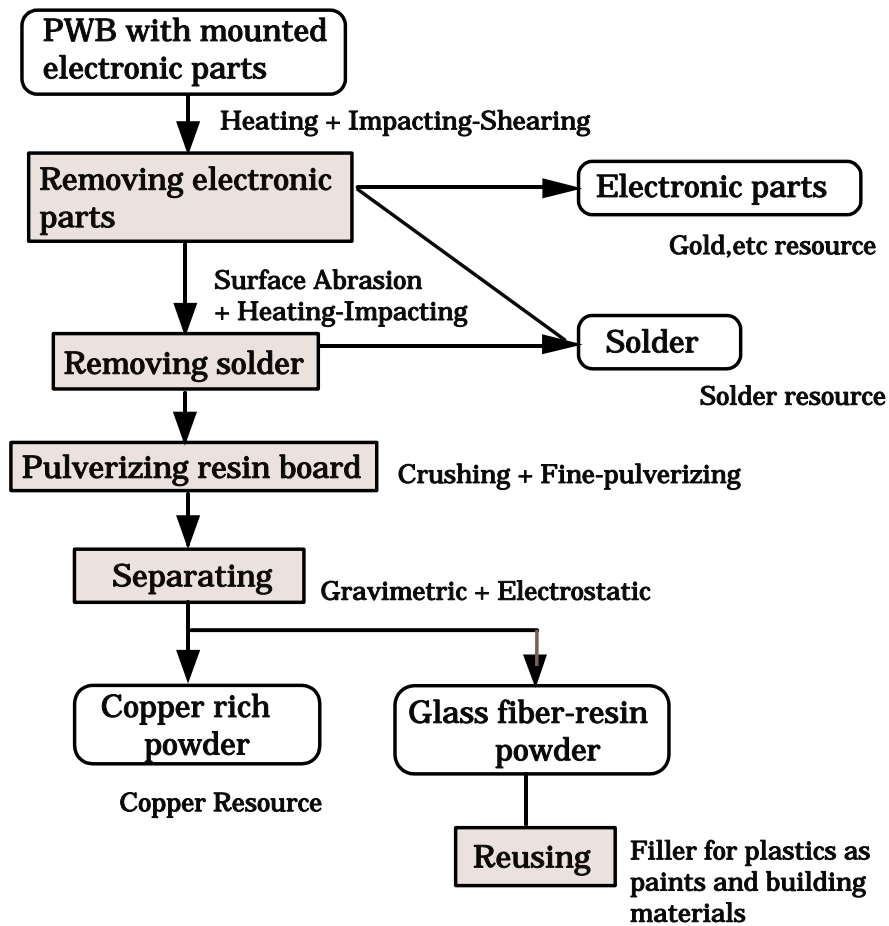 PWB with mounted
electronic parts
Heating + Impacting-Shearing
Removing electronic
parts
Electronic parts
Gold,etc resource
Surface Abrasion
+ Heating-Impacting
Solder
Removing solder
Solder resource
Pulverizing resin board
Crushing + Fine-pulverizing
Separating
Gravimetric + Electrostatic
Copper rich
powder
Glass fiber-resin
powder
Copper Resource
Reusing
Filler for plastics as
paints and building
materials